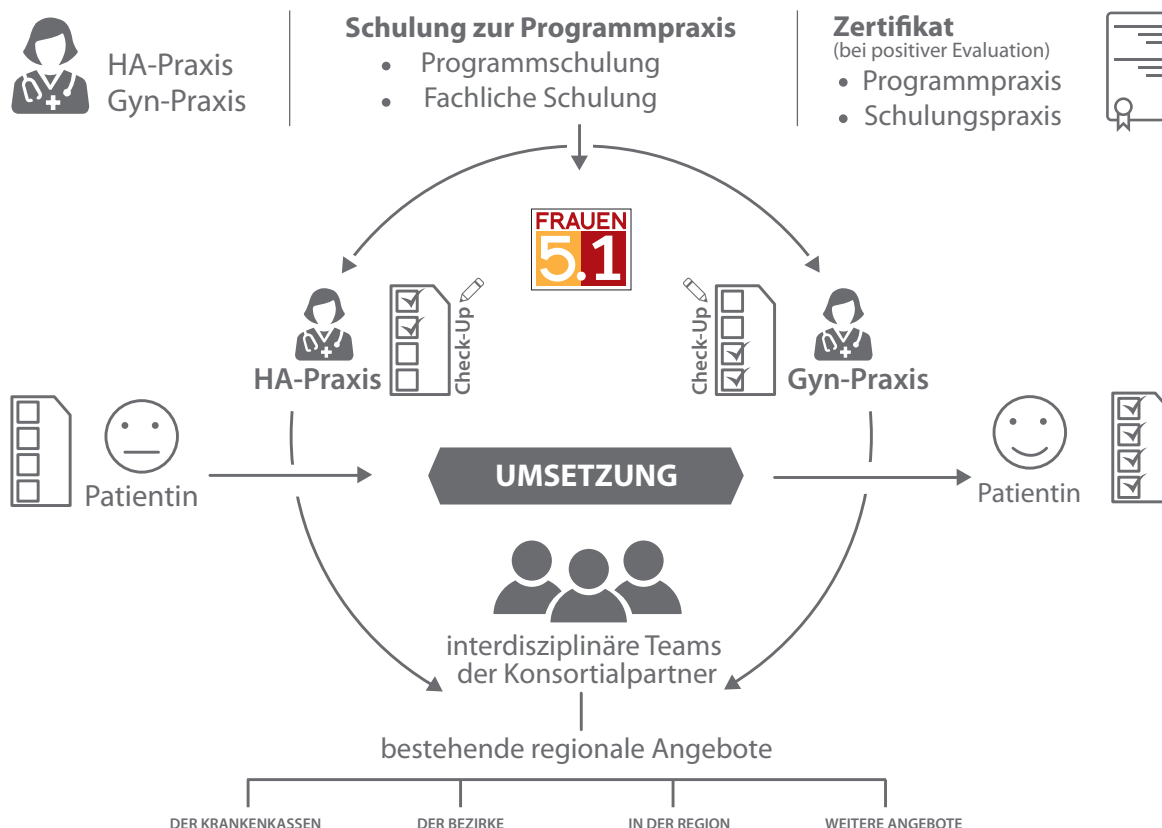 HA-Praxis
Gyn-Praxis
Schulung zur Programmpraxis
• Programmschulung
• Fachliche Schulung
Zertifikat
(bei positiver Evaluation)
• Programmpraxis
• Schulungspraxis
FRAUEN
5.1
HA-Praxis
Check-Up
Check-Up
Gyn-Praxis
Patientin
UMSETZUNG
Patientin
interdisziplinäre Teams
der Konsortialpartner
bestehende regionale Angebote
DER KRANKENKASSEN
DER BEZIRKE
IN DER REGION
WEITERE ANGEBOTE